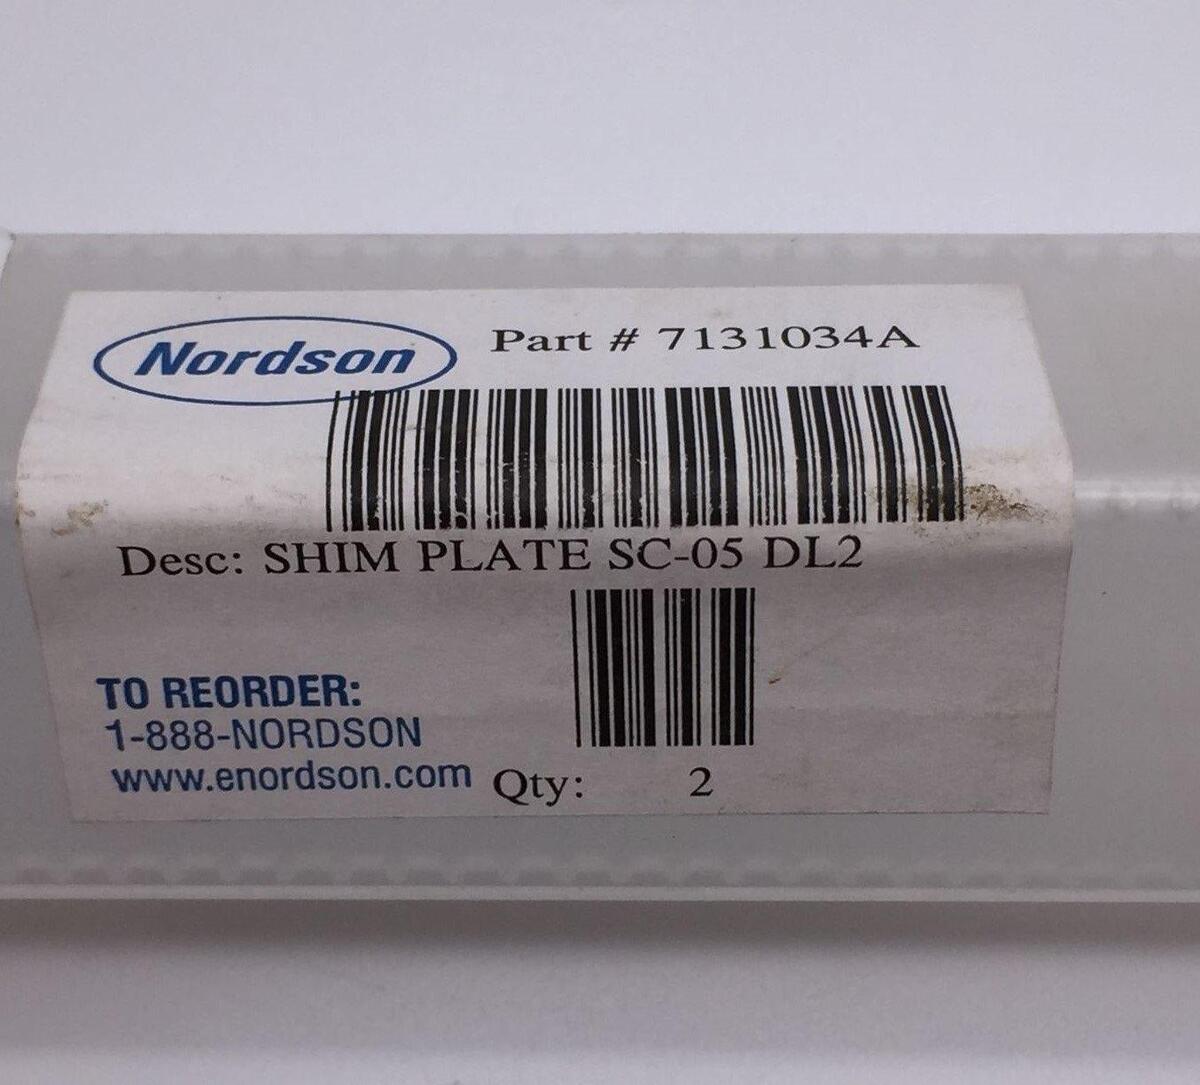 Nordson
Part # 7131034A
Desc: SHIM PLATE SC-05 DL2
TO REORDER:
1-888-NORDSON
www.enordson.com
Qty: 2